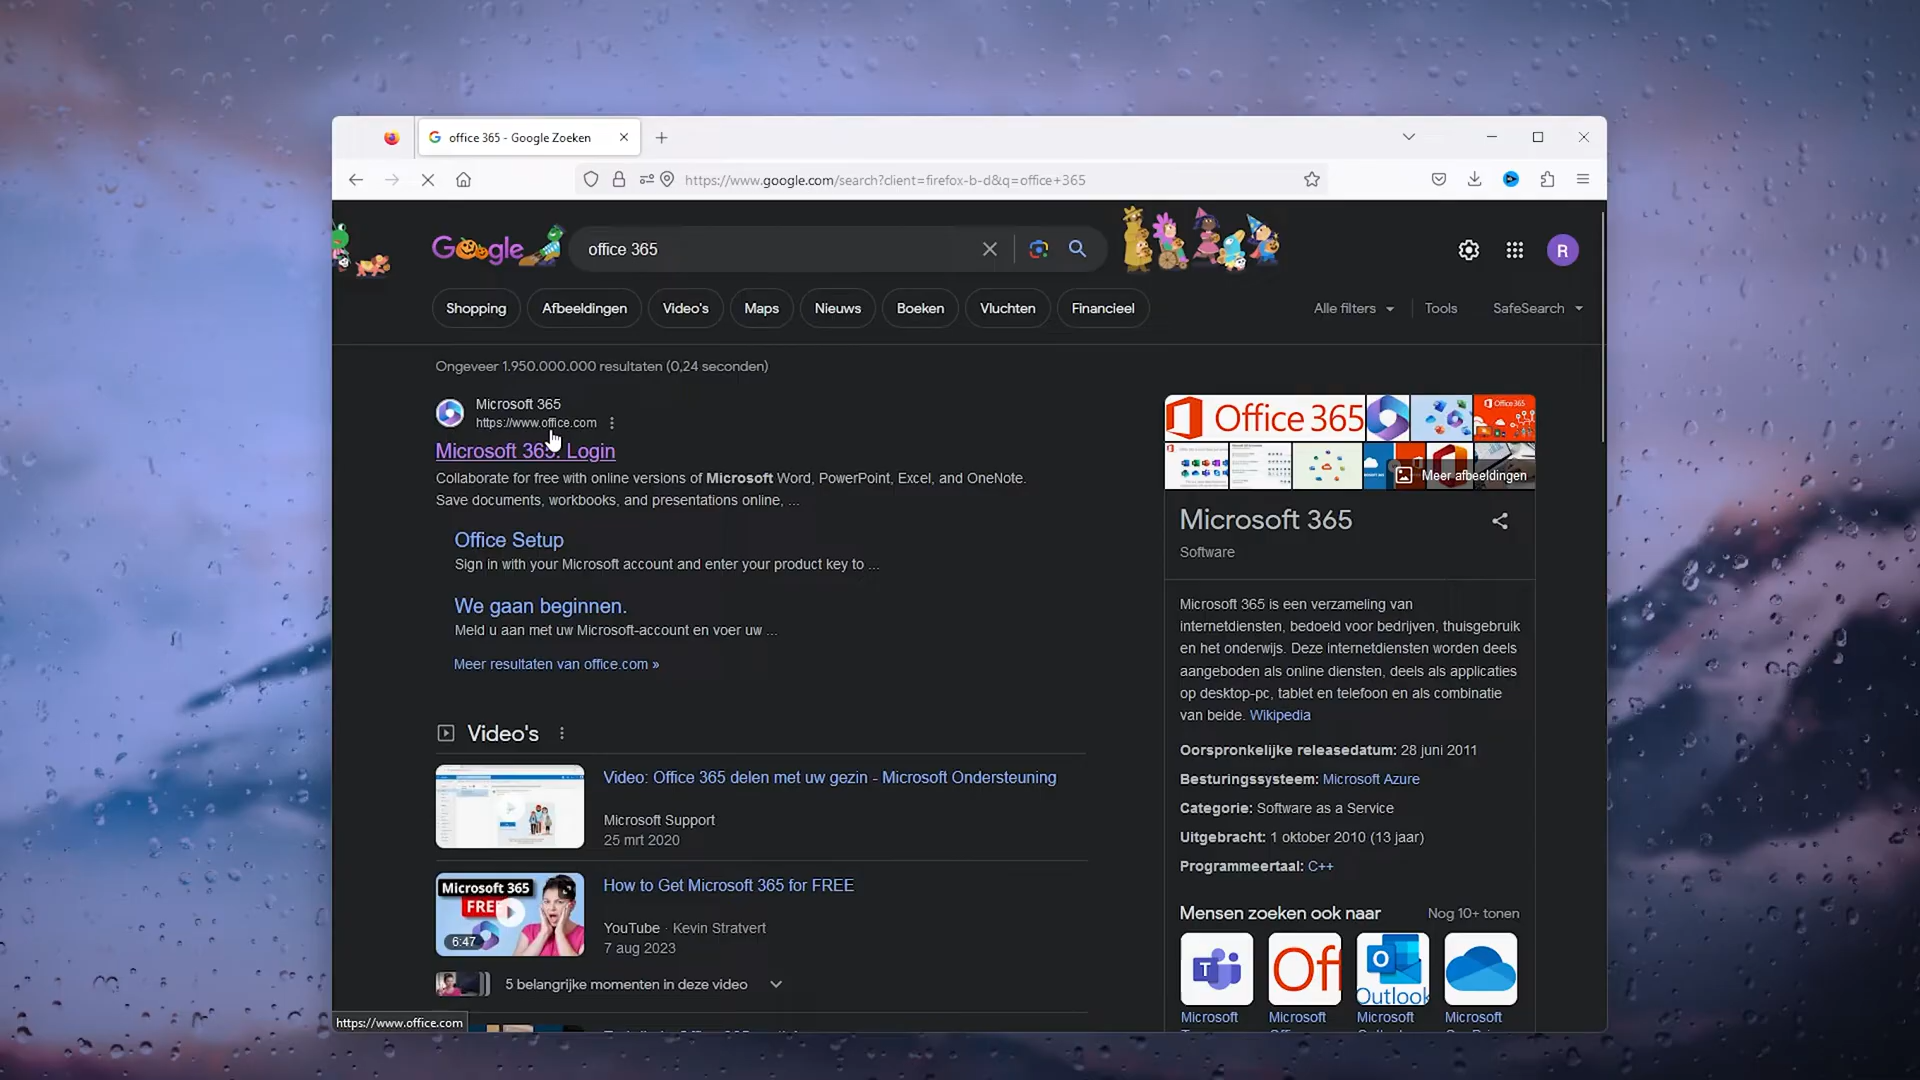 office 365 - Google Zoeken
https://www.google.com/search?client=firefox-b-d&q=office+365
Google
office 365
R
Shopping
Afbeeldingen
Video's
Maps
Nieuws
Boeken
Vluchten
Financieel
Alle filters
Tools
SafeSearch
Ongeveer 1.950.000.000 resultaten (0,24 seconden)
Microsoft 365
https://www.office.com
Microsoft 365: Login
Collaborate for free with online versions of Microsoft Word, PowerPoint, Excel, and OneNote.
Save documents, workbooks, and presentations online, ...
Office Setup
Sign in with your Microsoft account and enter your product key to ...
We gaan beginnen.
Meld u aan met uw Microsoft-account en voer uw ...
Meer resultaten van office.com »
Video's
Video: Office 365 delen met uw gezin - Microsoft Ondersteuning
Microsoft Support
25 mrt 2020
Microsoft 365
FREE
6:47
How to Get Microsoft 365 for FREE
YouTube · Kevin Stratvert
7 aug 2023
5 belangrijke momenten in deze video
https://www.office.com
Office 365
Office 365
Meer afbeeldingen
Microsoft 365
Software
Microsoft 365 is een verzameling van
internetdiensten, bedoeld voor bedrijven, thuisgebruik
en het onderwijs. Deze internetdiensten worden deels
aangeboden als online diensten, deels als applicaties
op desktop-pc, tablet en telefoon en als combinatie
van beide. Wikipedia
Oorspronkelijke releasedatum: 28 juni 2011
Besturingssysteem: Microsoft Azure
Categorie: Software as a Service
Uitgebracht: 1 oktober 2010 (13 jaar)
Programmeertaal: C++
Mensen zoeken ook naar
Nog 10+ tonen
T
Of
O
Outlook
Microsoft
Microsoft
Microsoft
Microsoft